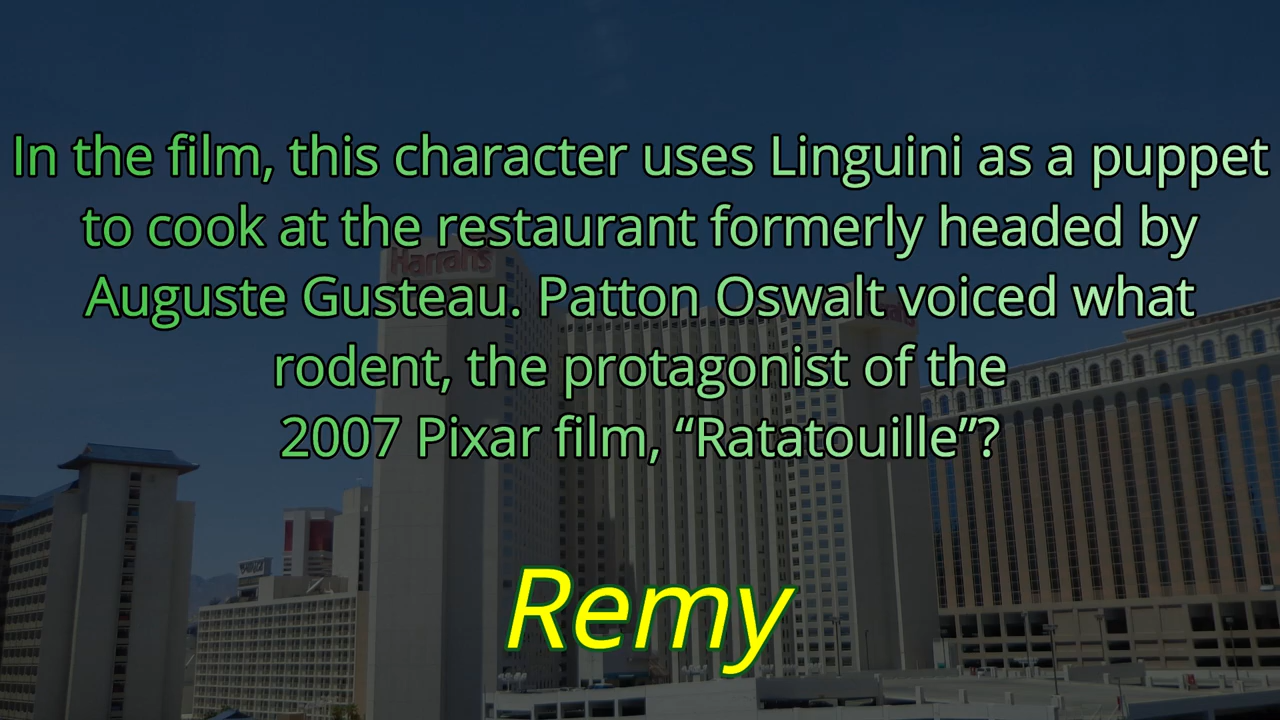 In the film, this character uses Linguini as a puppet
to cook at the restaurant formerly headed by
Auguste Gusteau. Patton Oswalt voiced what
rodent, the protagonist of the
2007 Pixar film, “Ratatouille”?
Harrah's
Remy